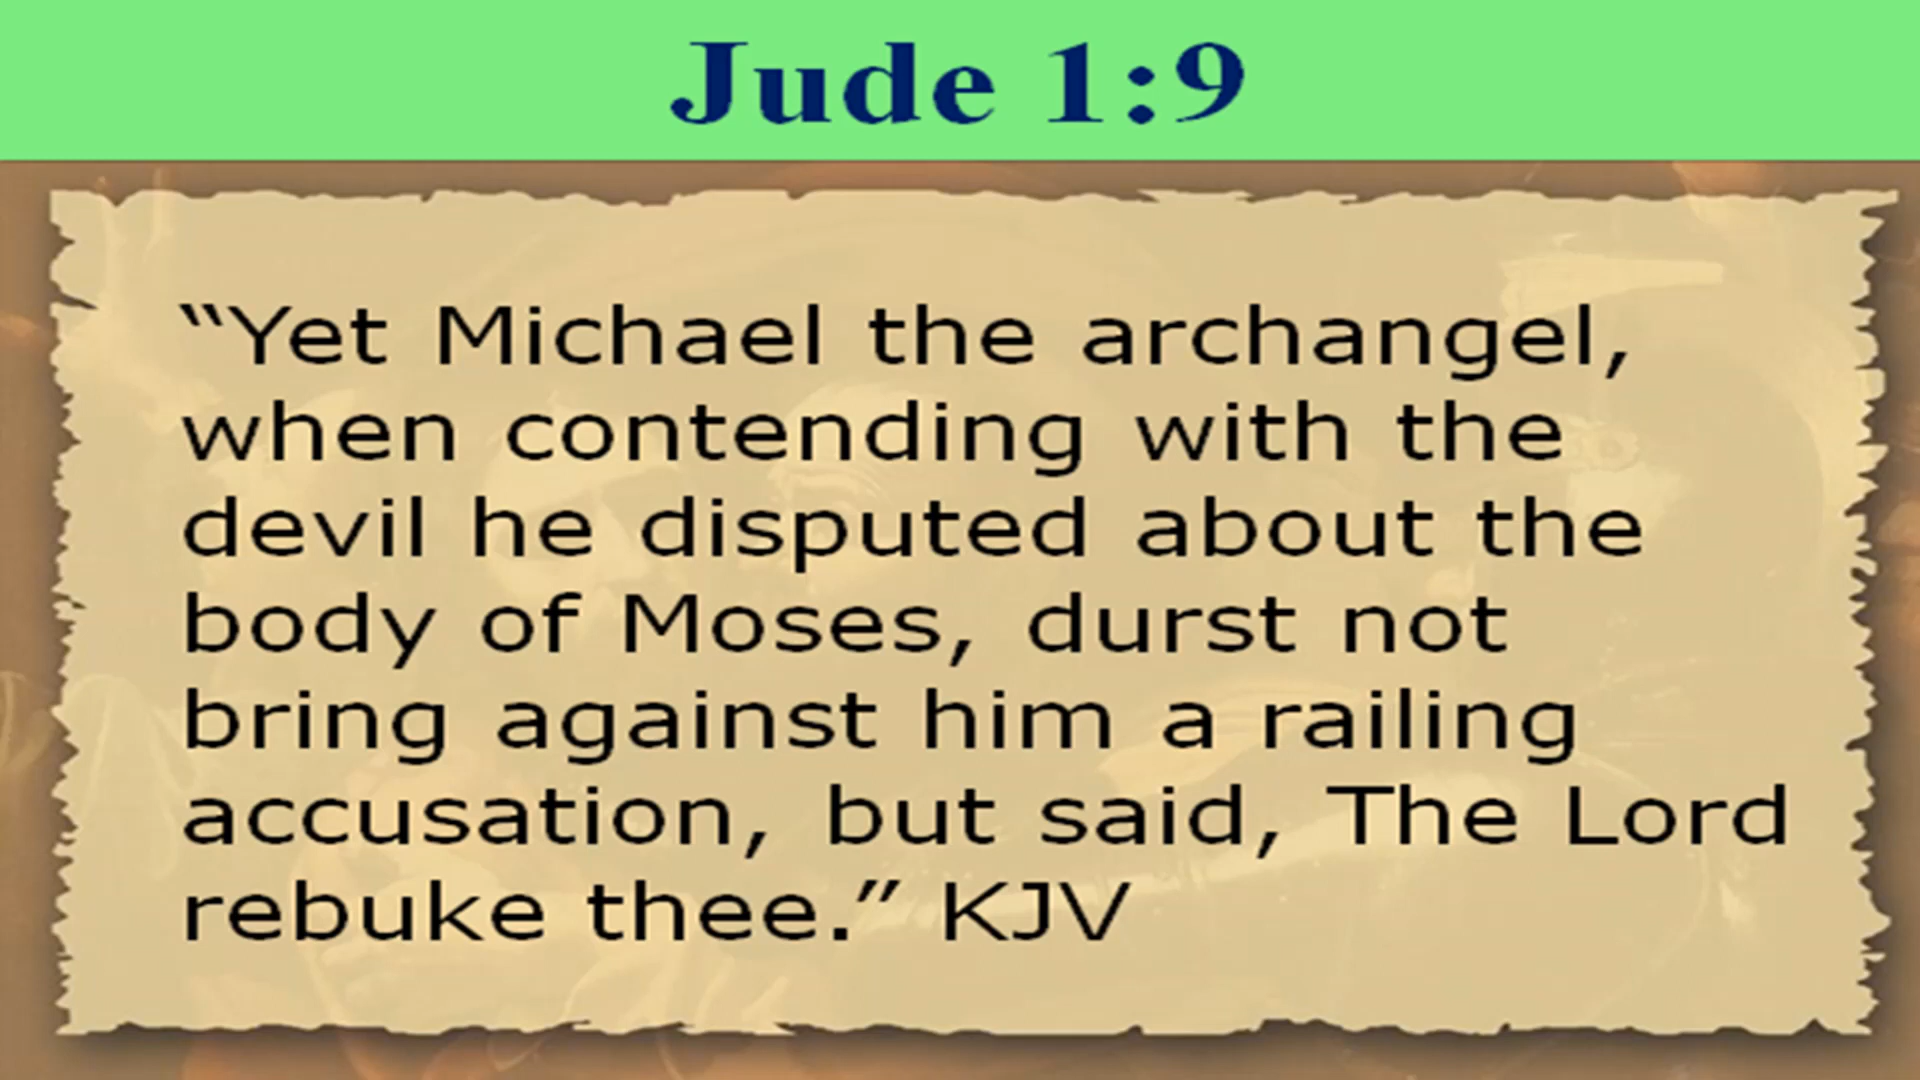 Jude 1:9
“Yet Michael the archangel,
when contending with the
devil he disputed about the
body of Moses, durst not
bring against him a railing
accusation, but said, The Lord
rebuke thee.” KJV